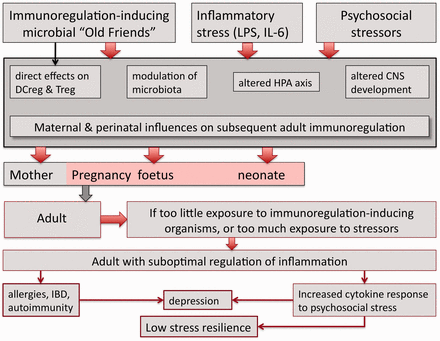 Immunoregulation-inducing
microbial “Old Friends”
Inflammatory
stress (LPS, IL-6)
Psychosocial
stressors
direct effects on
DCreg & Treg
modulation of
microbiota
altered HPA axis
altered CNS
development
Maternal & perinatal influences on subsequent adult immunoregulation
Mother Pregnancy foetus neonate
Adult
If too little exposure to immunoregulation-inducing
organisms, or too much exposure to stressors
Adult with suboptimal regulation of inflammation
allergies, IBD,
autoimmunity
depression
Increased cytokine response
to psychosocial stress
Low stress resilience